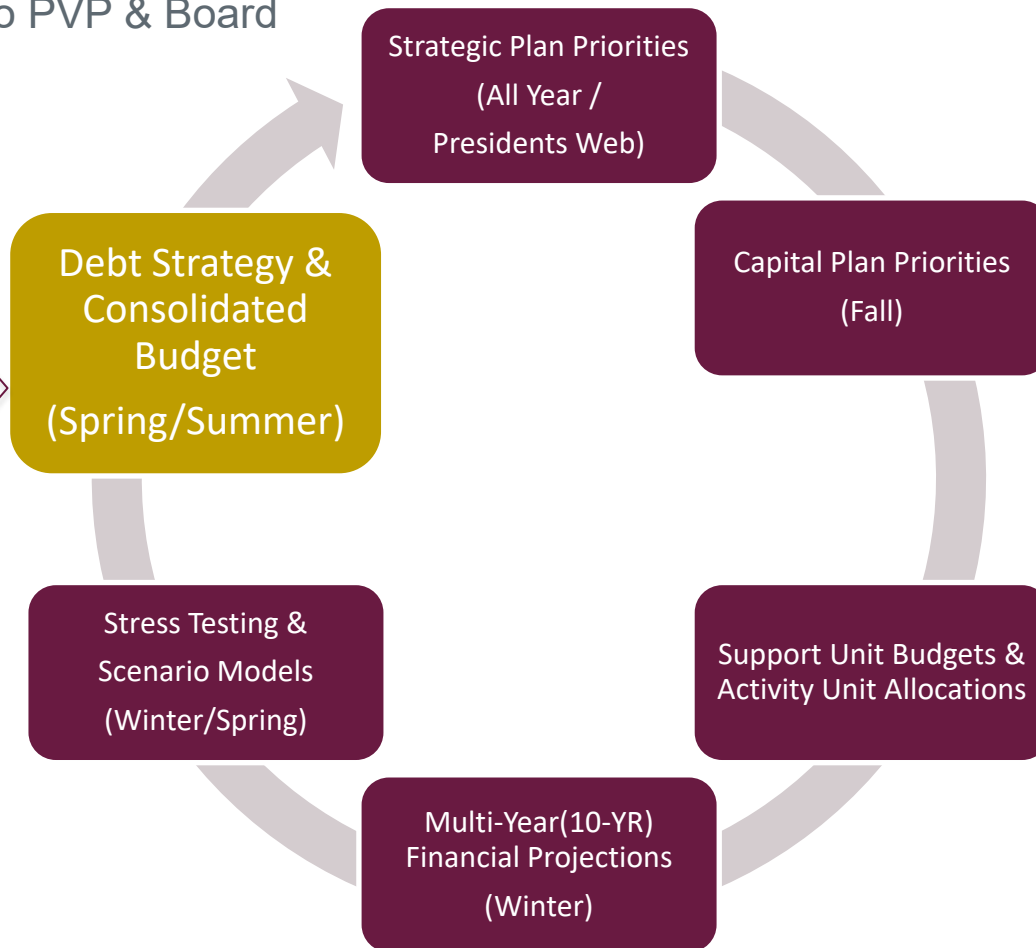 o PVP & Board
Strategic Plan Priorities
(All Year /
Presidents Web)
Capital Plan Priorities
(Fall)
Support Unit Budgets &
Activity Unit Allocations
Multi-Year(10-YR)
Financial Projections
(Winter)
Stress Testing &
Scenario Models
(Winter/Spring)
Debt Strategy &
Consolidated
Budget
(Spring/Summer)